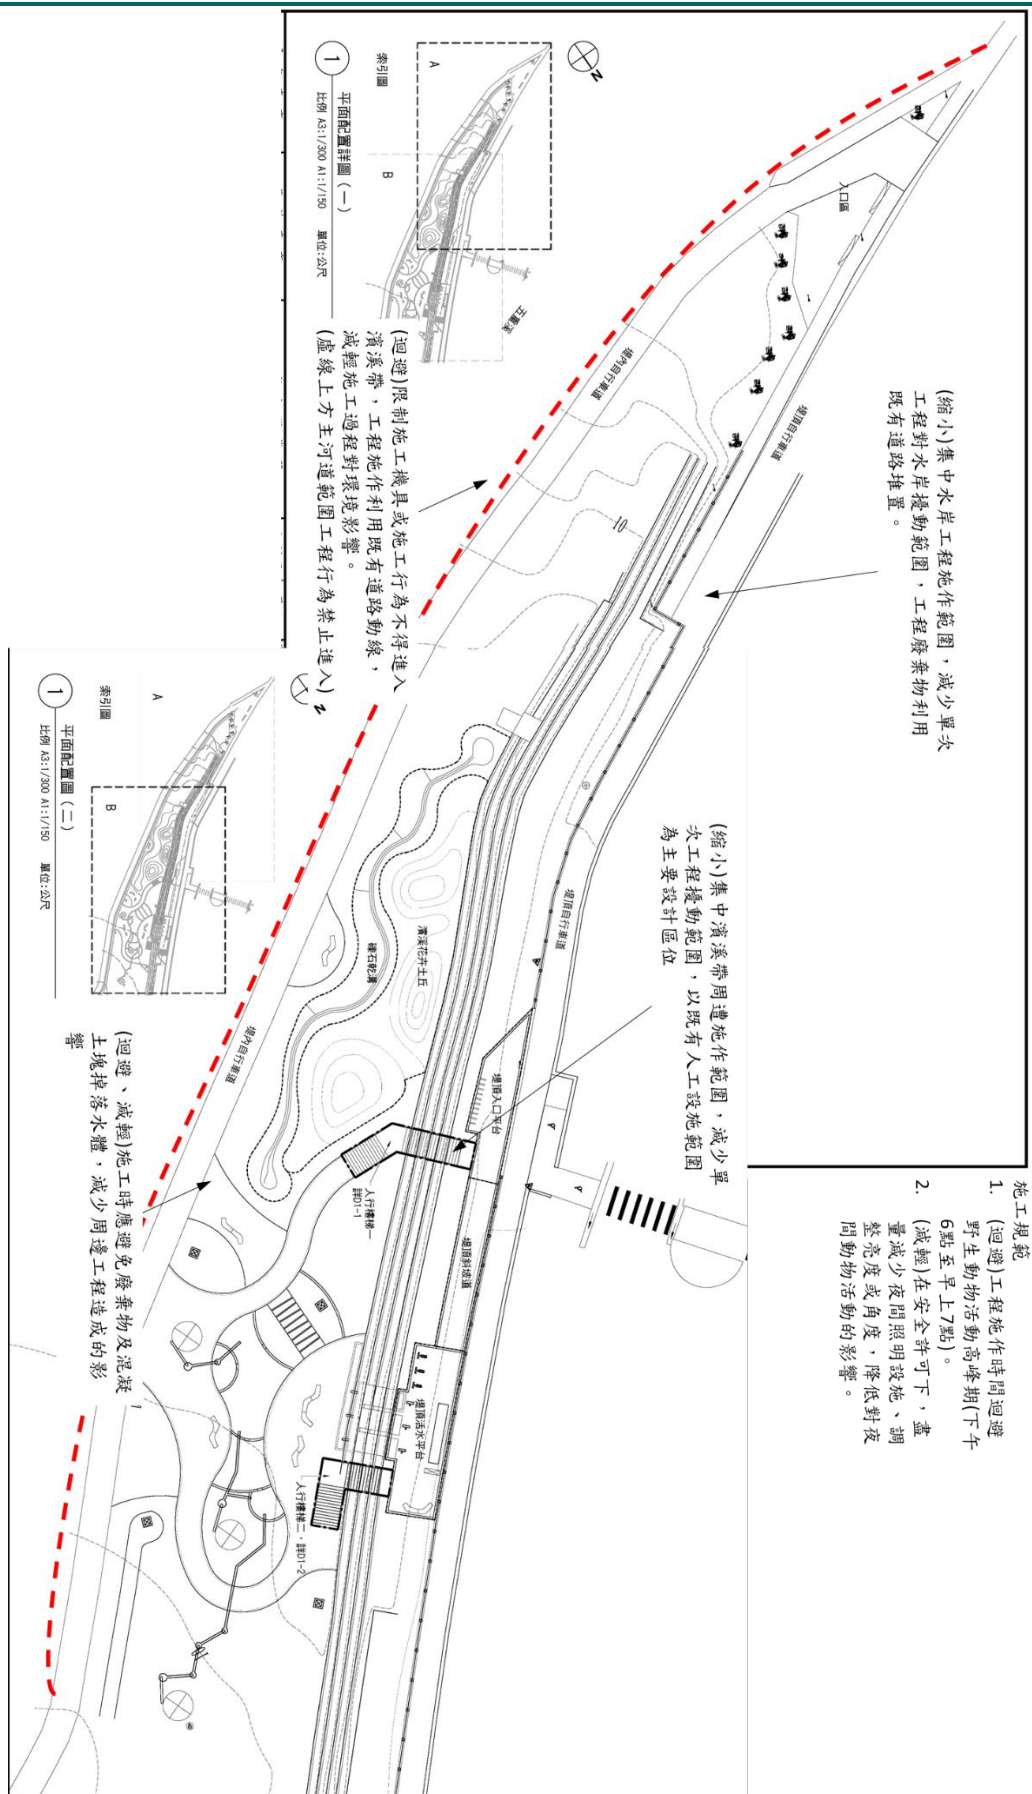 施工規範
1. (迴避)工程施作時間迴避
野生動物活動高峰期(下午
6點至早上7點)。
2. (減輕)在安全許可下，盡
量減少夜間照明設施、調
整亮度或角度，降低對夜
間動物活動的影響。
(縮小)集中水岸工程施作範圍，減少單次
工程對水岸擾動範圍，工程廢棄物利用
既有道路堆置。
(縮小)集中濱溪帶周遭施作範圍，減少單
次工程擾動範圍，以既有人工設施範圍
為主要設計區位
(迴避)限制施工機具或施工行為不得進入
濱溪帶，工程施作利用既有道路動線，
減輕施工過程對環境影響。
(虛線上方主河道範圍工程行為禁止進入)
(迴避、減輕)施工時應避免廢棄物及混凝
土塊掉落水體，減少周邊工程造成的影
響
N
A
B
索引圖
五重溪
1
平面配置詳圖 (一)
比例 A3:1/300 A1:1/150 單位:公尺
N
A
B
索引圖
1
平面配置圖 (二)
比例 A3:1/300 A1:1/150 單位:公尺
入口區
堤頂自行車道
堤內自行車道
10
堤頂自行車道
濱溪花卉土丘
礫石乾溝
堤內自行車道
堤頂入口平台
人行樓梯一
詳D1-1
堤頂斜坡道
堤頂活水平台
人行樓梯二，詳D1-2